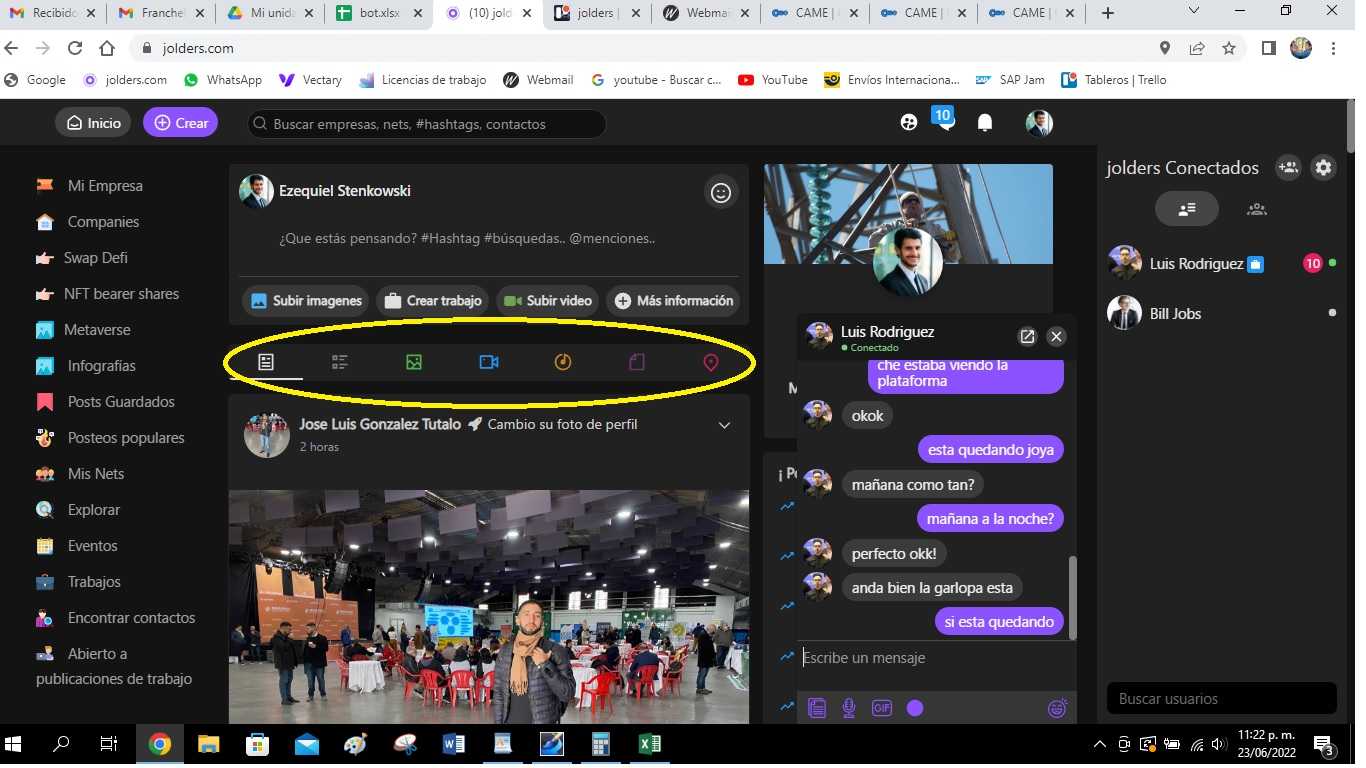 Recibido
Franchel
Mi unida
bot.xlsx
(10) jold
jolders |
Webmai
CAME |
CAME |
CAME |
jolders.com
Google
jolders.com
WhatsApp
Vectary
Licencias de trabajo
Webmail
youtube - Buscar c...
YouTube
Envíos Internaciona...
SAP Jam
Tableros | Trello
Inicio
Crear
Buscar empresas, nets, #hashtags, contactos
10
Mi Empresa
Companies
Swap Defi
NFT bearer shares
Metaverse
Infografías
Posts Guardados
Posteos populares
Mis Nets
Explorar
Eventos
Trabajos
Encontrar contactos
Abierto a
publicaciones de trabajo
Ezequiel Stenkowski
¿Que estás pensando? #Hashtag #búsquedas.. @menciones..
Subir imagenes
Crear trabajo
Subir video
Más información
Jose Luis Gonzalez Tutalo Cambio su foto de perfil
2 horas
M
¡ Po
Luis Rodriguez
Conectado
che estaba viendo la
plataforma
okok
esta quedando joya
mañana como tan?
mañana a la noche?
perfecto okk!
anda bien la garlopa esta
si esta quedando
Escribe un mensaje
GIF
jolders Conectados
Luis Rodriguez
10
Bill Jobs
Buscar usuarios
11:22 p. m.
23/06/2022
3